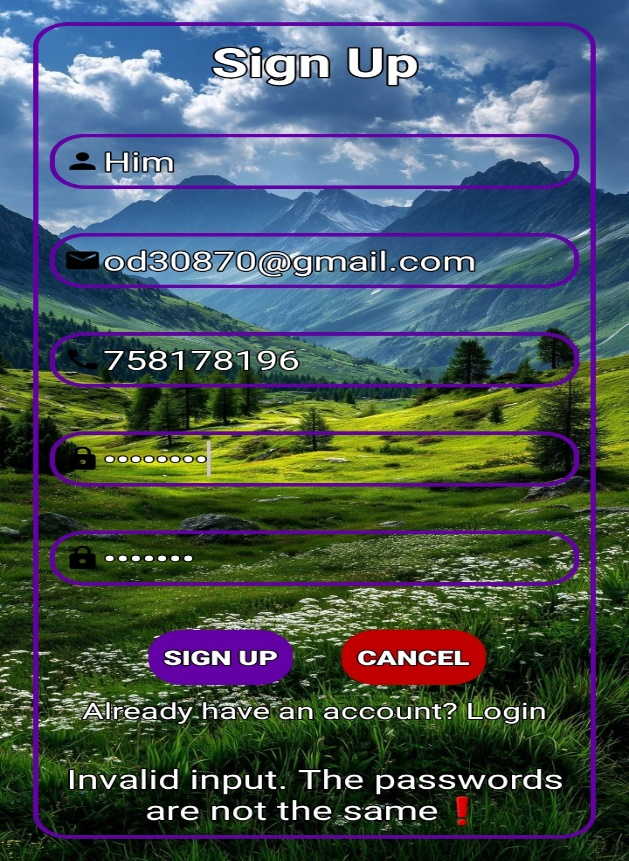 Sign Up
Him
od30870@gmail.com
758178196
••••••••
•••••••
SIGN UP CANCEL
Already have an account? Login
Invalid input. The passwords
are not the same❗